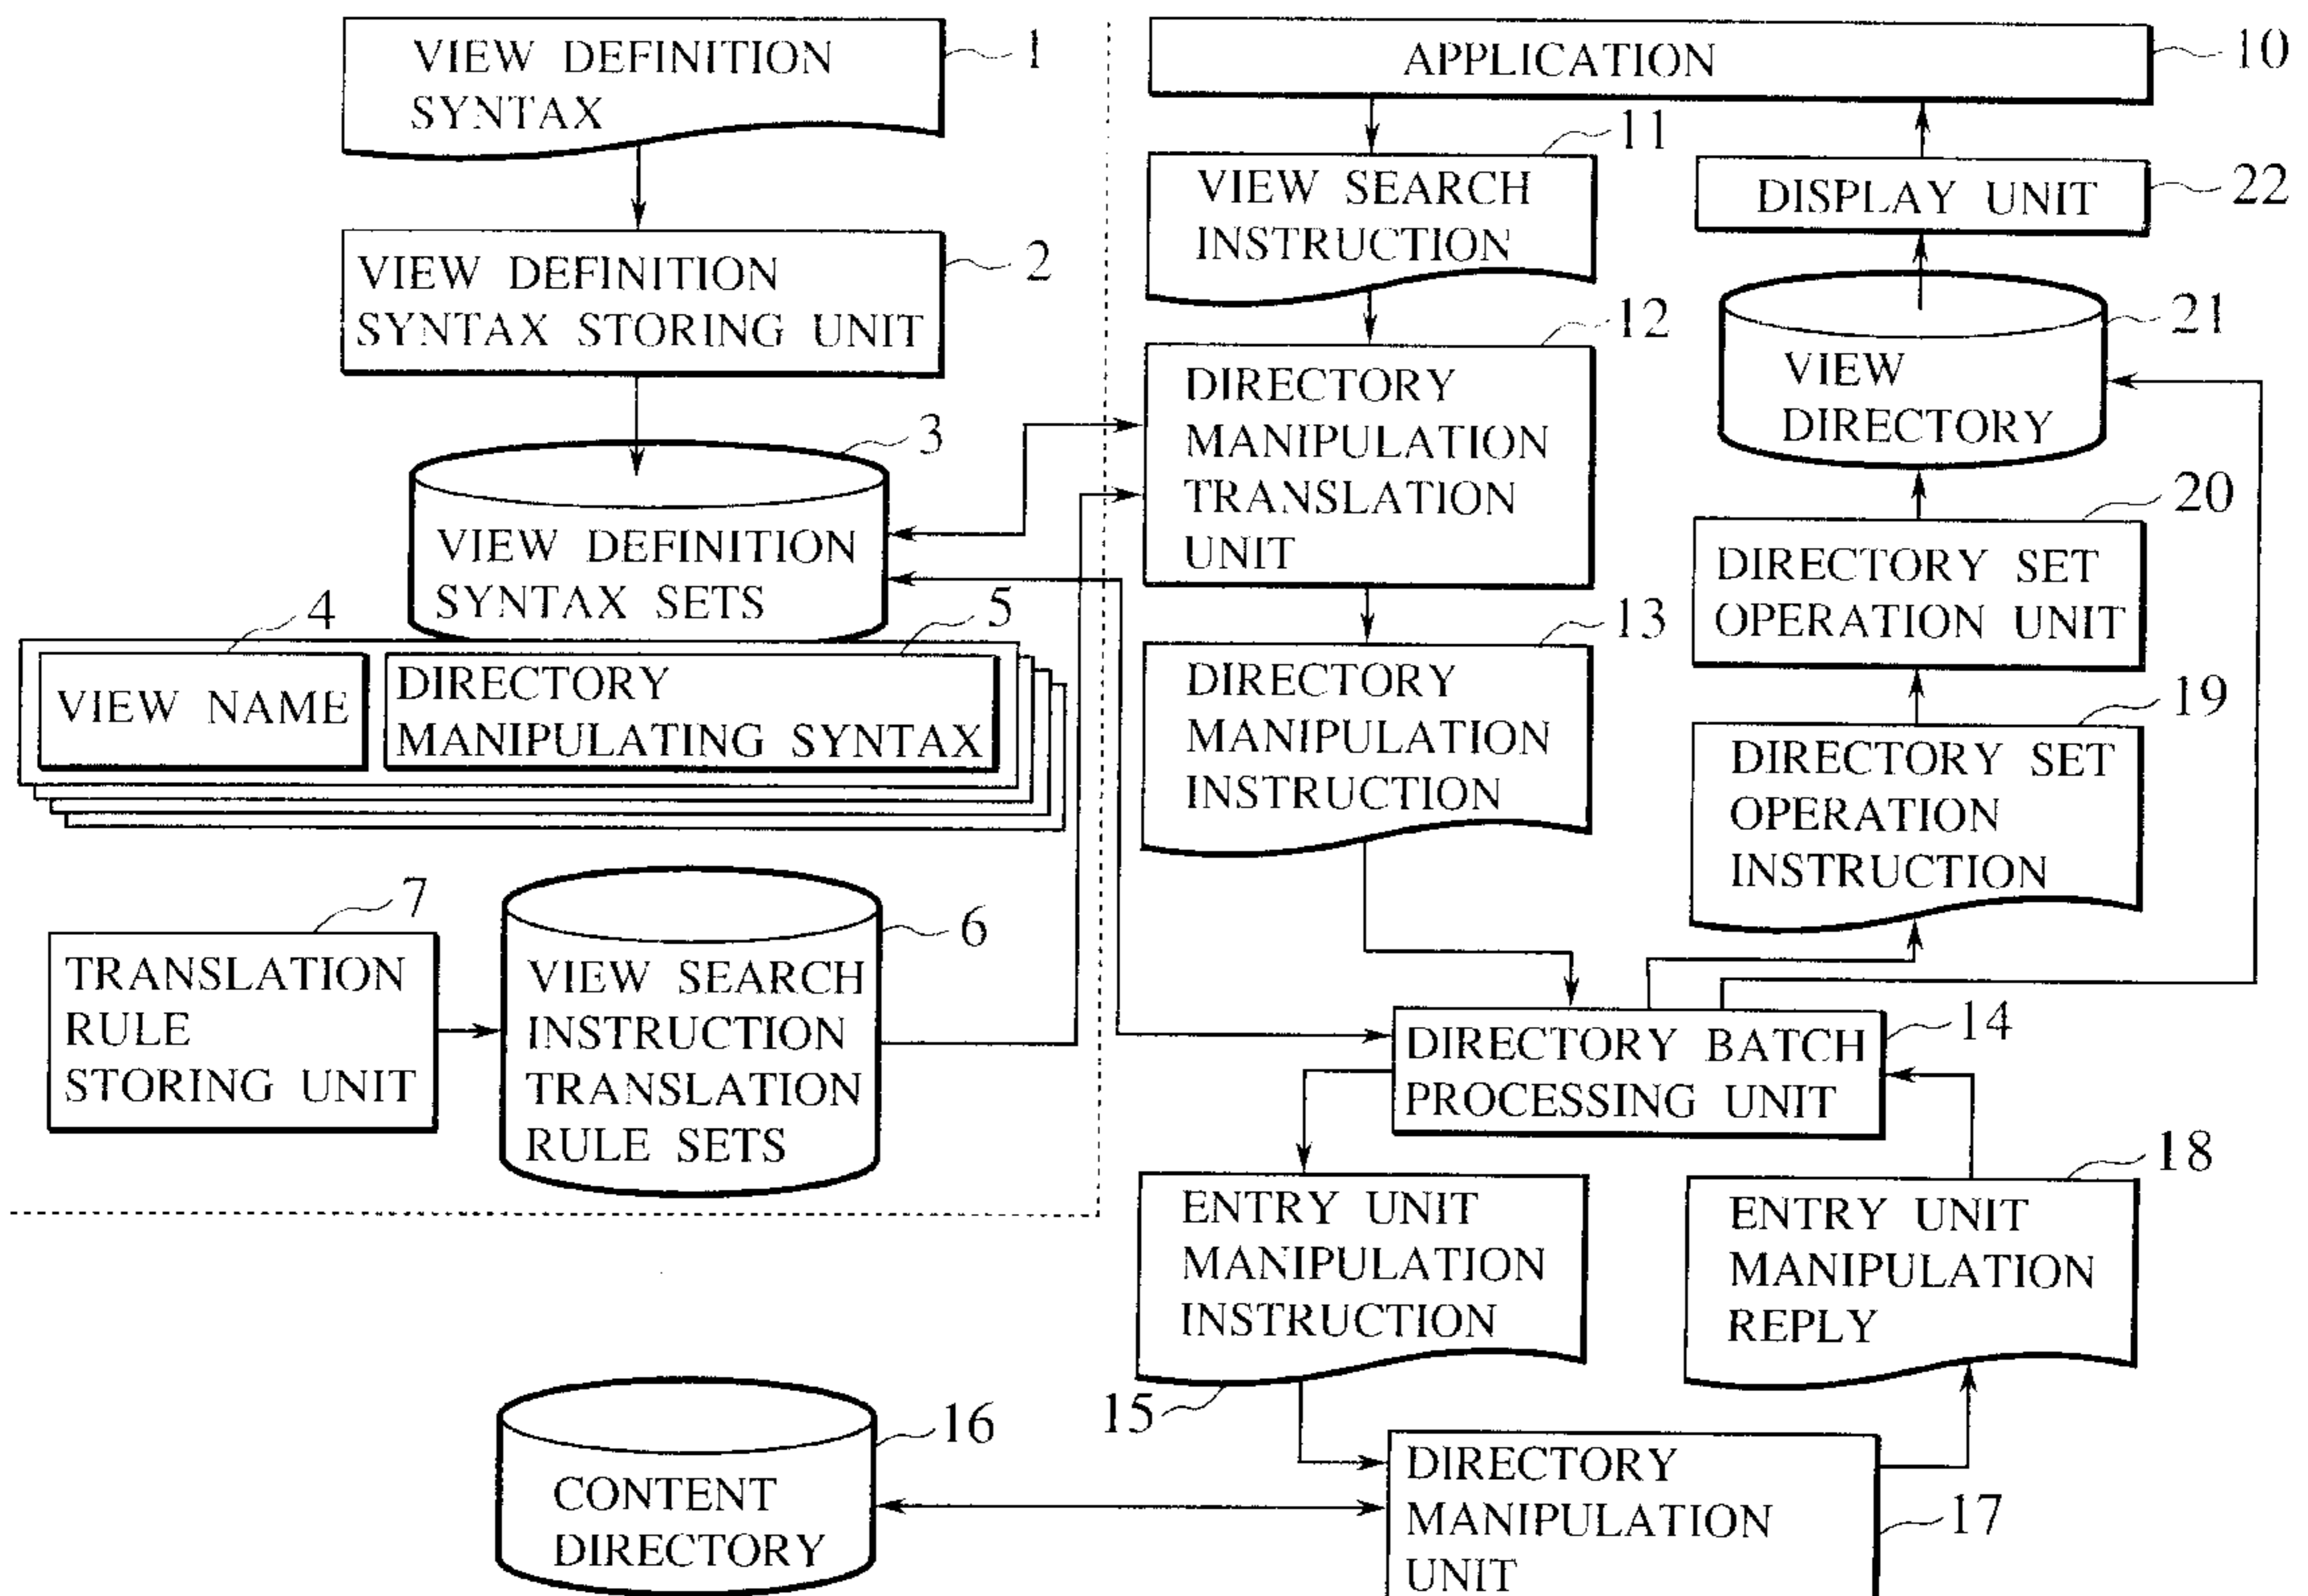 VIEW DEFINITION
SYNTAX
1
VIEW DEFINITION
SYNTAX STORING UNIT
2
3
VIEW DEFINITION
SYNTAX SETS
4
VIEW NAME
5
DIRECTORY
MANIPULATING SYNTAX
7
TRANSLATION
RULE
STORING UNIT
6
VIEW SEARCH
INSTRUCTION
TRANSLATION
RULE SETS
APPLICATION
10
11
VIEW SEARCH
INSTRUCTION
12
DIRECTORY
MANIPULATION
TRANSLATION
UNIT
13
DIRECTORY
MANIPULATION
INSTRUCTION
DISPLAY UNIT
22
21
VIEW
DIRECTORY
20
DIRECTORY SET
OPERATION UNIT
19
DIRECTORY SET
OPERATION
INSTRUCTION
DIRECTORY BATCH
PROCESSING UNIT
14
ENTRY UNIT
MANIPULATION
INSTRUCTION
15
18
ENTRY UNIT
MANIPULATION
REPLY
16
CONTENT
DIRECTORY
DIRECTORY
MANIPULATION
UNIT
17